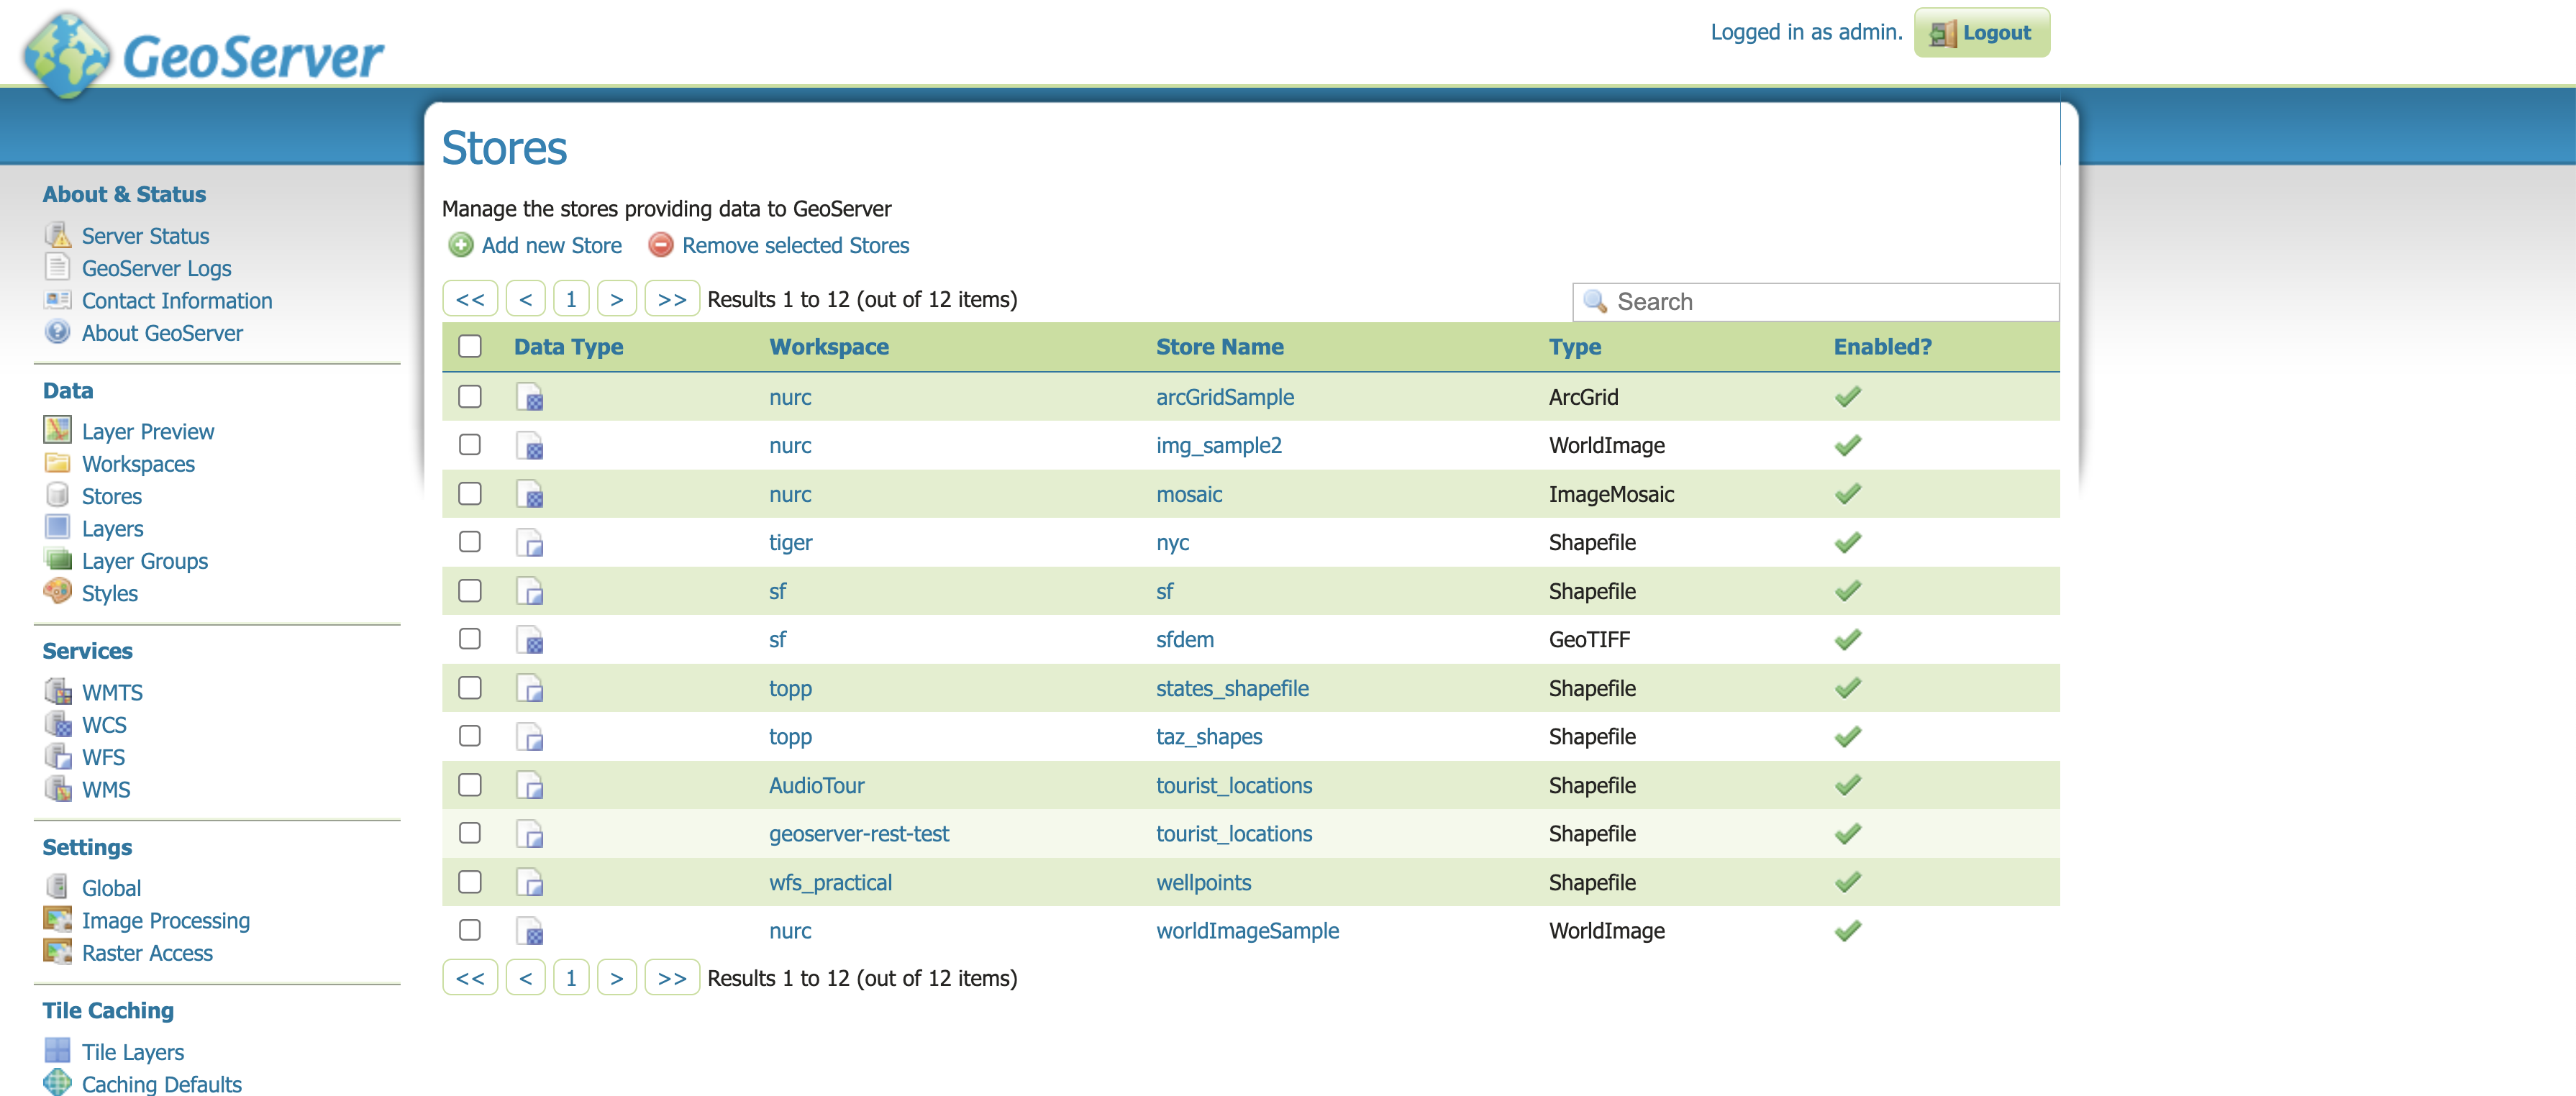 GeoServer
Logged in as admin. Logout
About & Status
Server Status
GeoServer Logs
Contact Information
About GeoServer
Data
Layer Preview
Workspaces
Stores
Layers
Layer Groups
Styles
Services
WMTS
WCS
WFS
WMS
Settings
Global
Image Processing
Raster Access
Tile Caching
Tile Layers
Caching Defaults
Stores
Manage the stores providing data to GeoServer
Add new Store Remove selected Stores
<< < 1 > >> Results 1 to 12 (out of 12 items) Search
Data Type Workspace Store Name Type Enabled?
nurc arcGridSample ArcGrid
nurc img_sample2 WorldImage
nurc mosaic ImageMosaic
tiger nyc Shapefile
sf sf Shapefile
sf sfdem GeoTIFF
topp states_shapefile Shapefile
topp taz_shapes Shapefile
AudioTour tourist_locations Shapefile
geoserver-rest-test tourist_locations Shapefile
wfs_practical wellpoints Shapefile
nurc worldImageSample WorldImage
<< < 1 > >> Results 1 to 12 (out of 12 items)